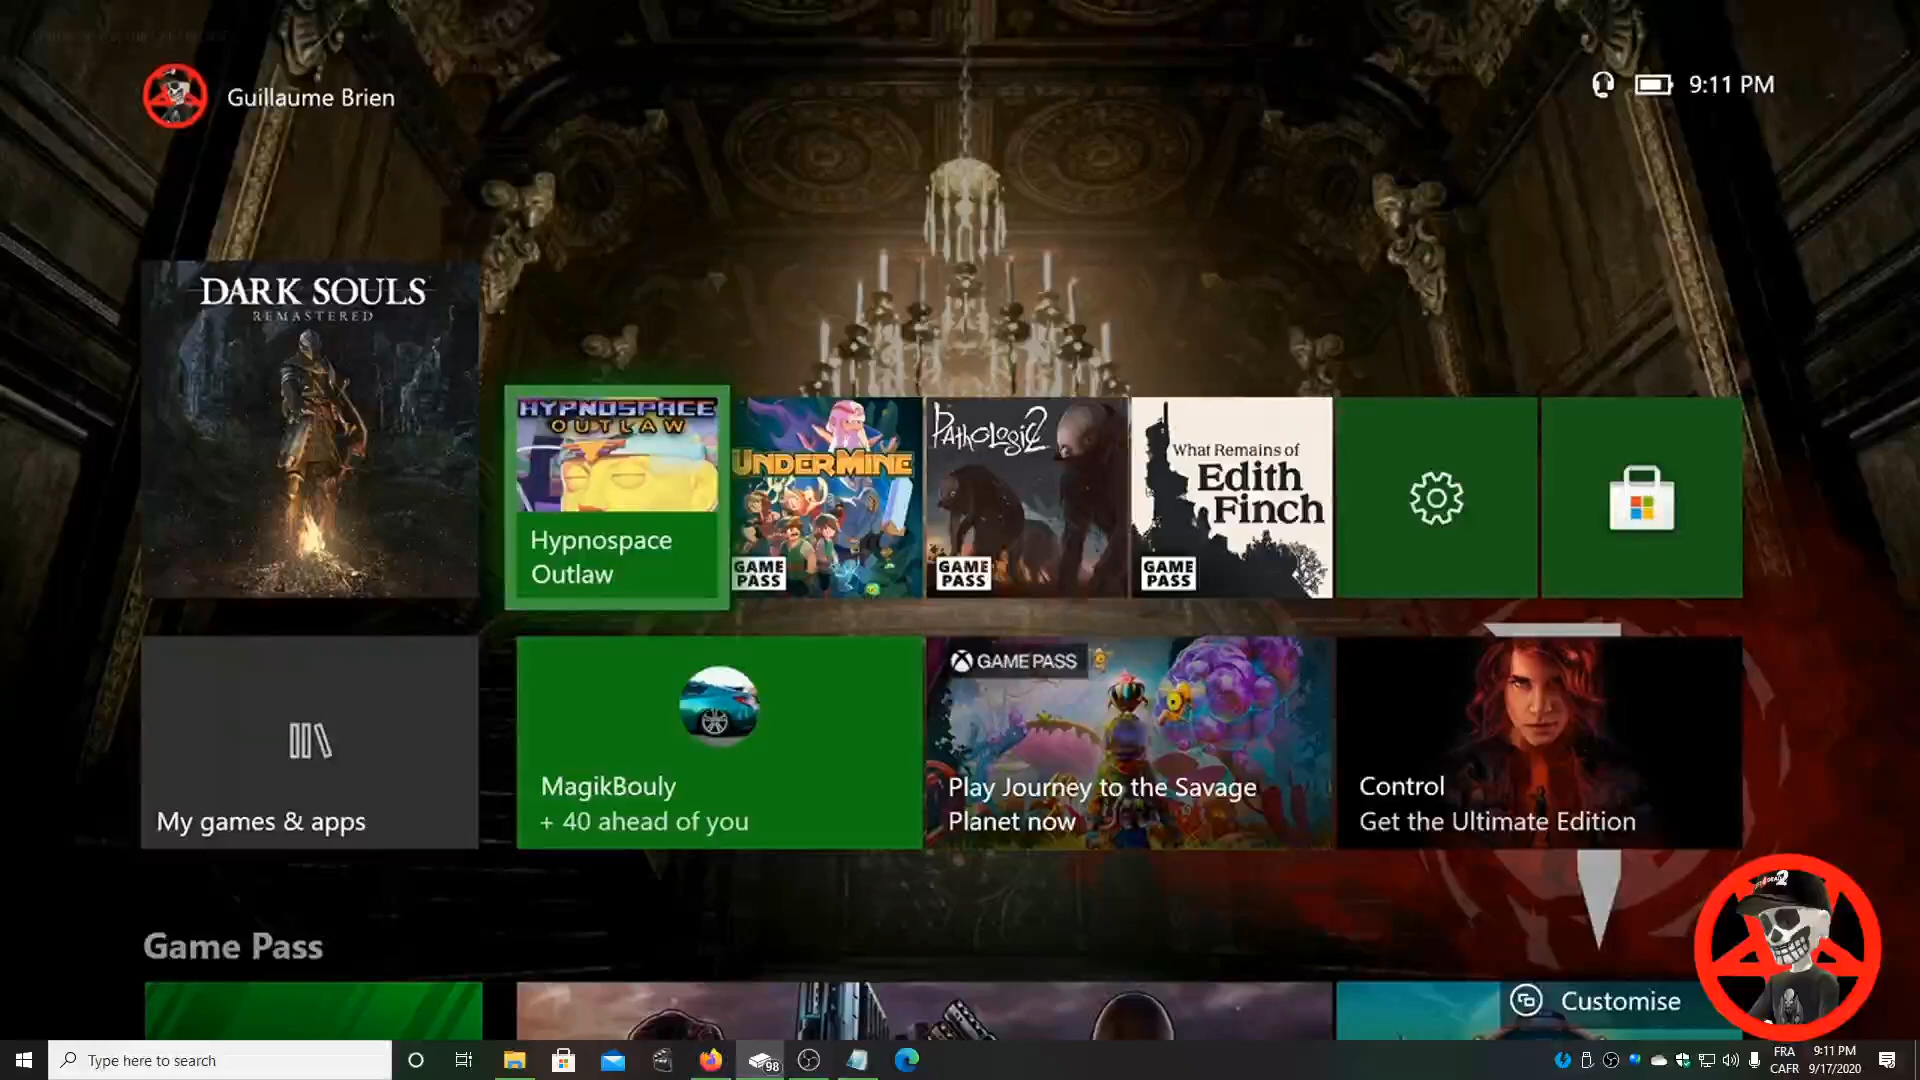 Guillaume Brien
9:11 PM
DARK SOULS
REMASTERED
HYPNOSPACE
OUTLAW
Hypnospace
Outlaw
UNDERMINE
GAME
PASS
PathoLogic2
GAME
PASS
What Remains of
Edith
Finch
GAME
PASS
My games & apps
MagikBouly
+ 40 ahead of you
GAME PASS
Play Journey to the Savage
Planet now
Control
Get the Ultimate Edition
Game Pass
Customise
Type here to search
98
FRA
CAFR
9:11 PM
9/17/2020